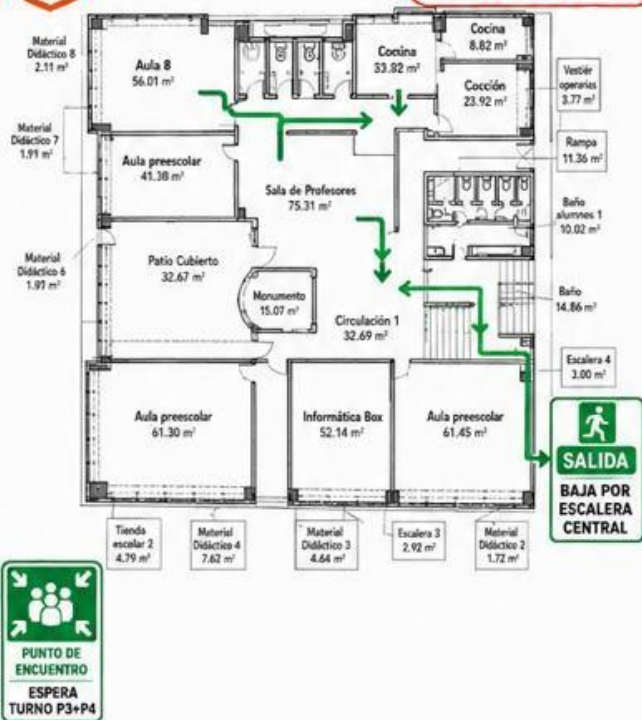 Material
Didáctico 8
2.11 m²
Aula 8
56.01 m²
Cocina
33.82 m²
Cocina
8.82 m²
Cocción
23.92 m²
Vestiér
operarias
3.77 m²
Material
Didáctico 7
1.91 m²
Aula preescolar
41.38 m²
Sala de Profesores
75.31 m²
Rampa
11.36 m²
Baño
alumnes 1
10.02 m²
Material
Didáctico 6
1.97 m²
Patio Cubierto
32.67 m²
Monumento
15.07 m²
Circulación 1
32.69 m²
Baño
14.86 m²
Escalera 4
3.00 m²
Aula preescolar
61.30 m²
Informática Box
52.14 m²
Aula preescolar
61.45 m²
SALIDA
BAJA POR
ESCALERA
CENTRAL
Tienda
escolar 2
4.79 m²
Material
Didáctico 4
7.62 m²
Material
Didáctico 3
4.64 m²
Escalera 3
2.92 m²
Material
Didáctico 2
1.72 m²
PUNTO DE
ENCUENTRO
ESPERA
TURNO P3+P4